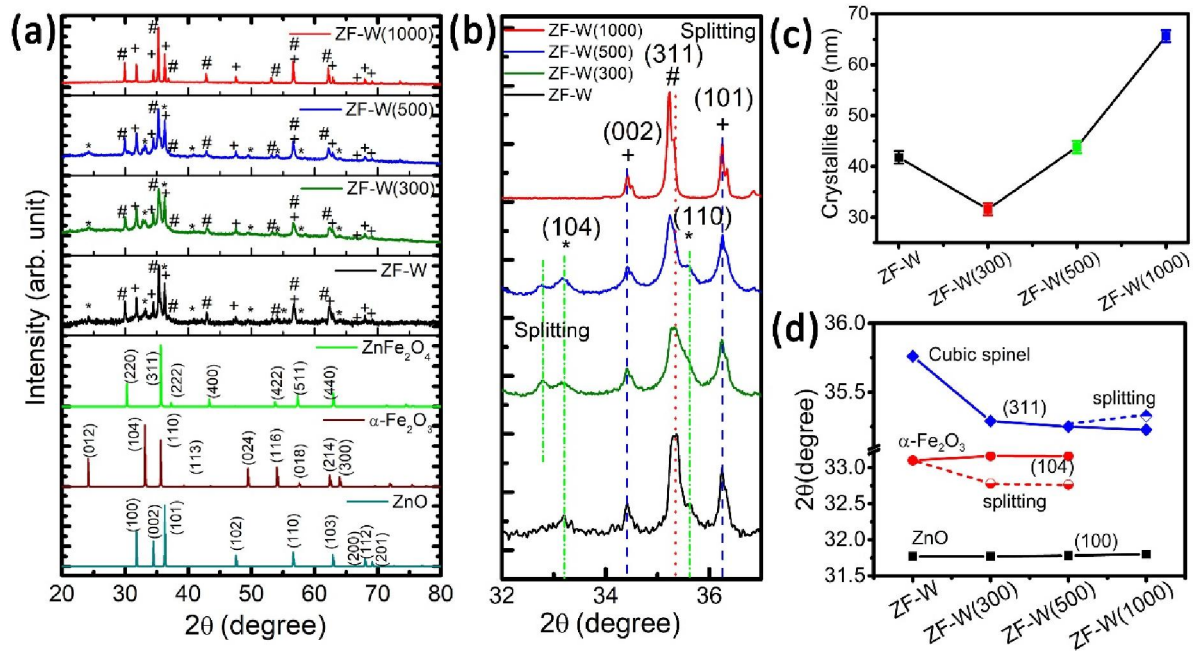 (a)
Intensity (arb. unit)
# + + # + + # # + # + # + + +
ZF-W(1000)
* # + * + # * # * # + * * # + * # + * + +
ZF-W(500)
* # + * + # * # * # + * # * # + * # + * + +
ZF-W(300)
* # + * + # * # * # + * # * # + * # + * + +
ZF-W
ZnFe2O4
(220)
(311)
(222)
(400)
(422)
(511)
(440)
α-Fe2O3
(012)
(104)
(110)
(113)
(024)
(116)
(018)
(214)
(300)
ZnO
(100)
(002)
(101)
(102)
(110)
(103)
(200)
(112)
(201)
20 30 40 50 60 70 80
2θ (degree)
(b)
ZF-W(1000)
ZF-W(500)
ZF-W(300)
ZF-W
Splitting
(311)
#
(002)
+
(101)
+
(104)
*
(110)
*
Splitting
32 34 36
2θ (degree)
(c)
Crystallite size (nm)
70
60
50
40
30
ZF-W ZF-W(300) ZF-W(500) ZF-W(1000)
(d)
2θ(degree)
36.0
35.5
33.0
32.5
31.5
Cubic spinel
(311)
splitting
α-Fe2O3
(104)
splitting
ZnO
(100)
ZF-W ZF-W(300) ZF-W(500) ZF-W(1000)